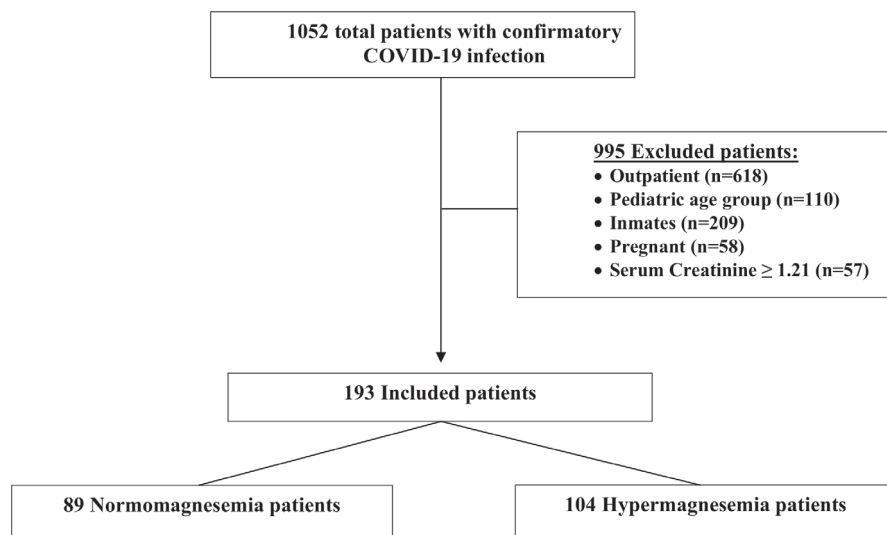 1052 total patients with confirmatory
COVID-19 infection
995 Excluded patients:
• Outpatient (n=618)
• Pediatric age group (n=110)
• Inmates (n=209)
• Pregnant (n=58)
• Serum Creatinine ≥ 1.21 (n=57)
193 Included patients
89 Normomagnesemia patients
104 Hypermagnesemia patients